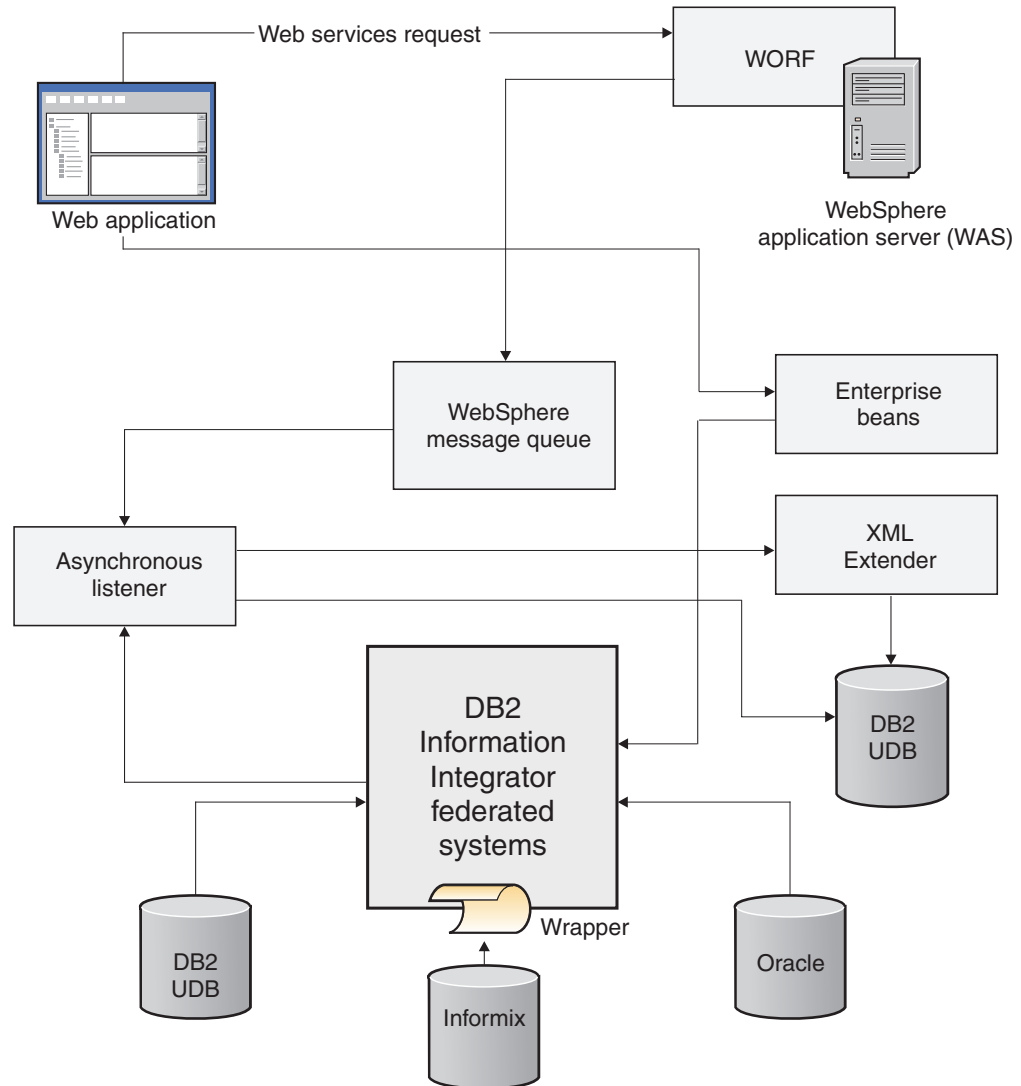 Web services request
WORF
Web application
WebSphere
application server (WAS)
WebSphere
message queue
Enterprise
beans
Asynchronous
listener
XML
Extender
DB2
Information
Integrator
federated
systems
DB2
UDB
Wrapper
DB2
UDB
Informix
Oracle